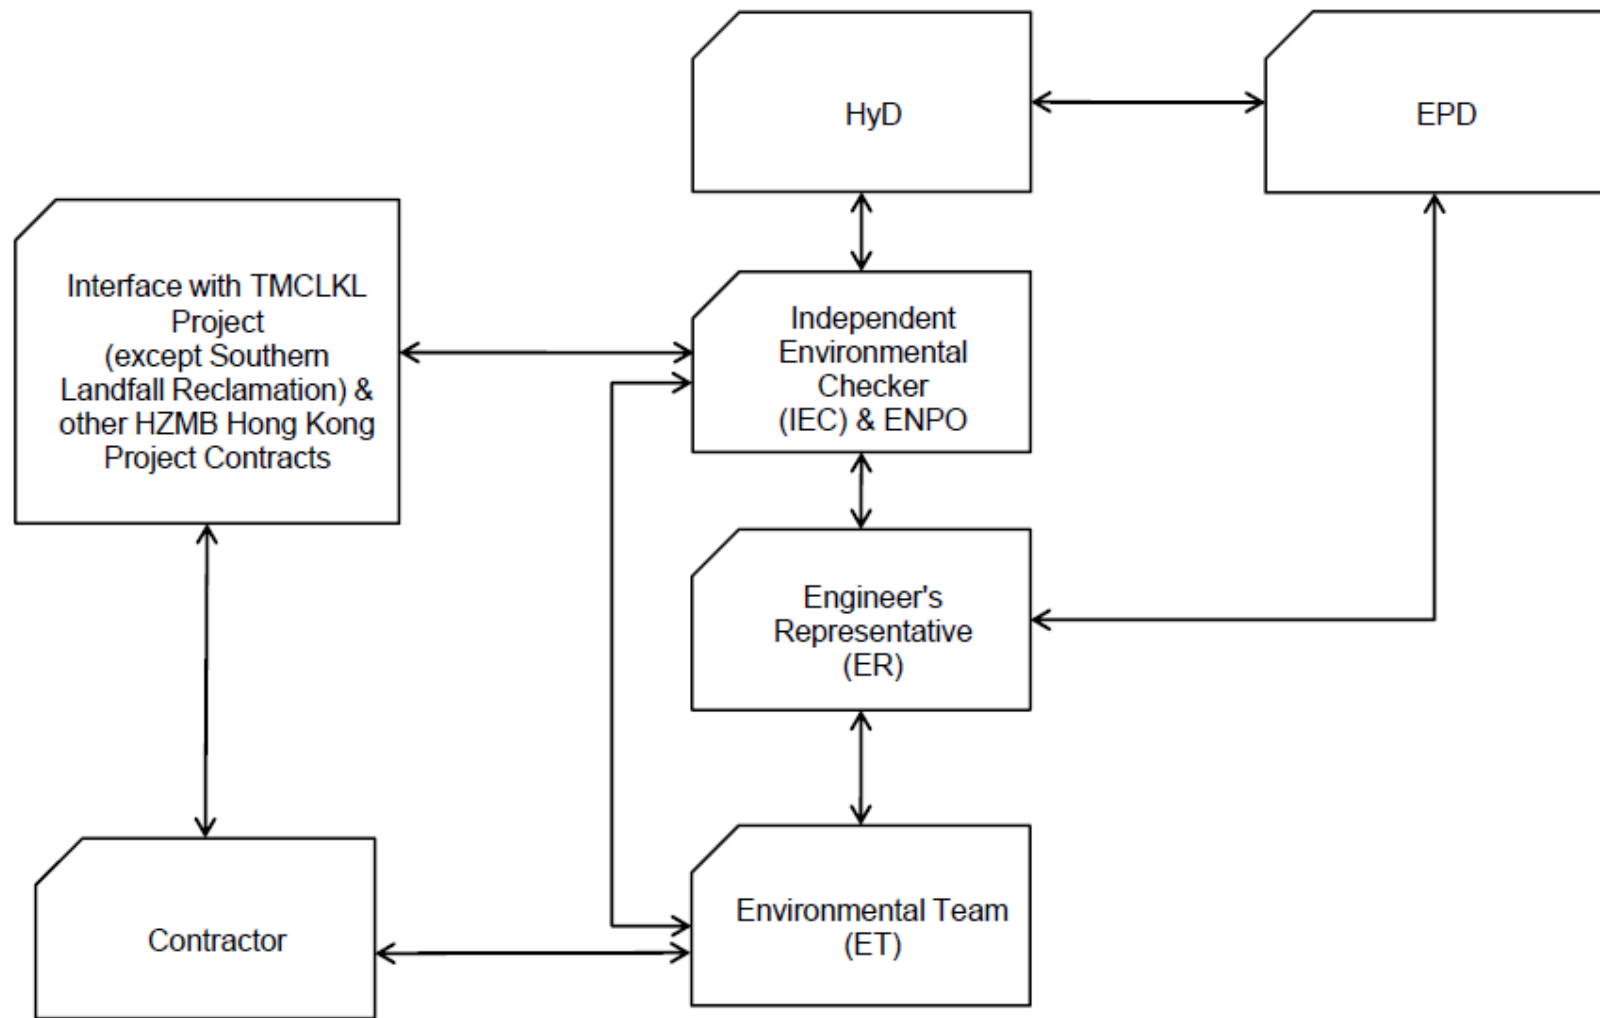 HyD
EPD
Interface with TMCLKL
Project
(except Southern
Landfall Reclamation) &
other HZMB Hong Kong
Project Contracts
Independent
Environmental
Checker
(IEC) & ENPO
Engineer's
Representative
(ER)
Environmental Team
(ET)
Contractor